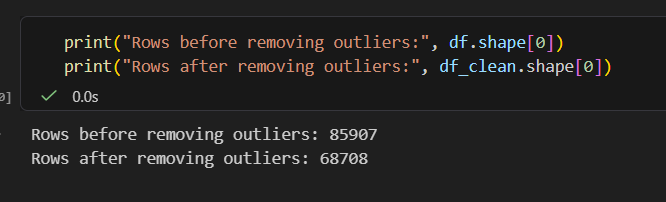 print("Rows before removing outliers:", df.shape[0])
print("Rows after removing outliers:", df_clean.shape[0])
0]
0.0s
Rows before removing outliers: 85907
Rows after removing outliers: 68708